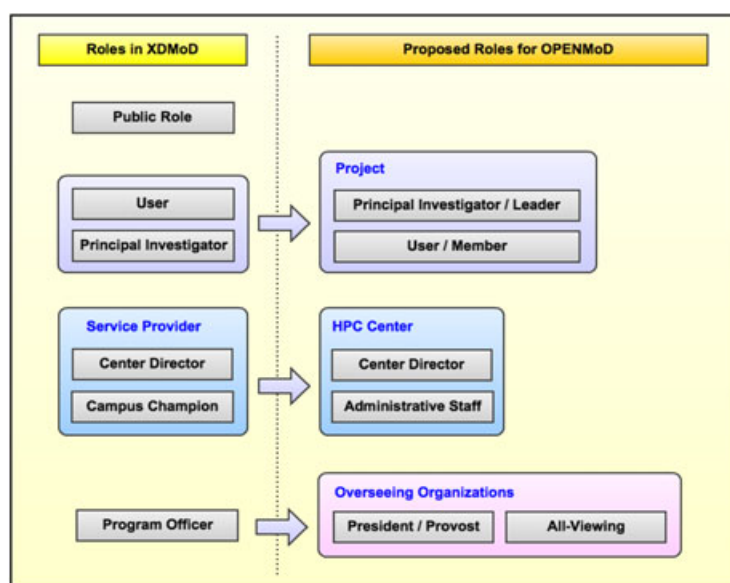 Roles in XDMoD
Proposed Roles for OPENMoD
Public Role
User
Principal Investigator
Project
Principal Investigator / Leader
User / Member
Service Provider
Center Director
Campus Champion
HPC Center
Center Director
Administrative Staff
Program Officer
Overseeing Organizations
President / Provost
All-Viewing